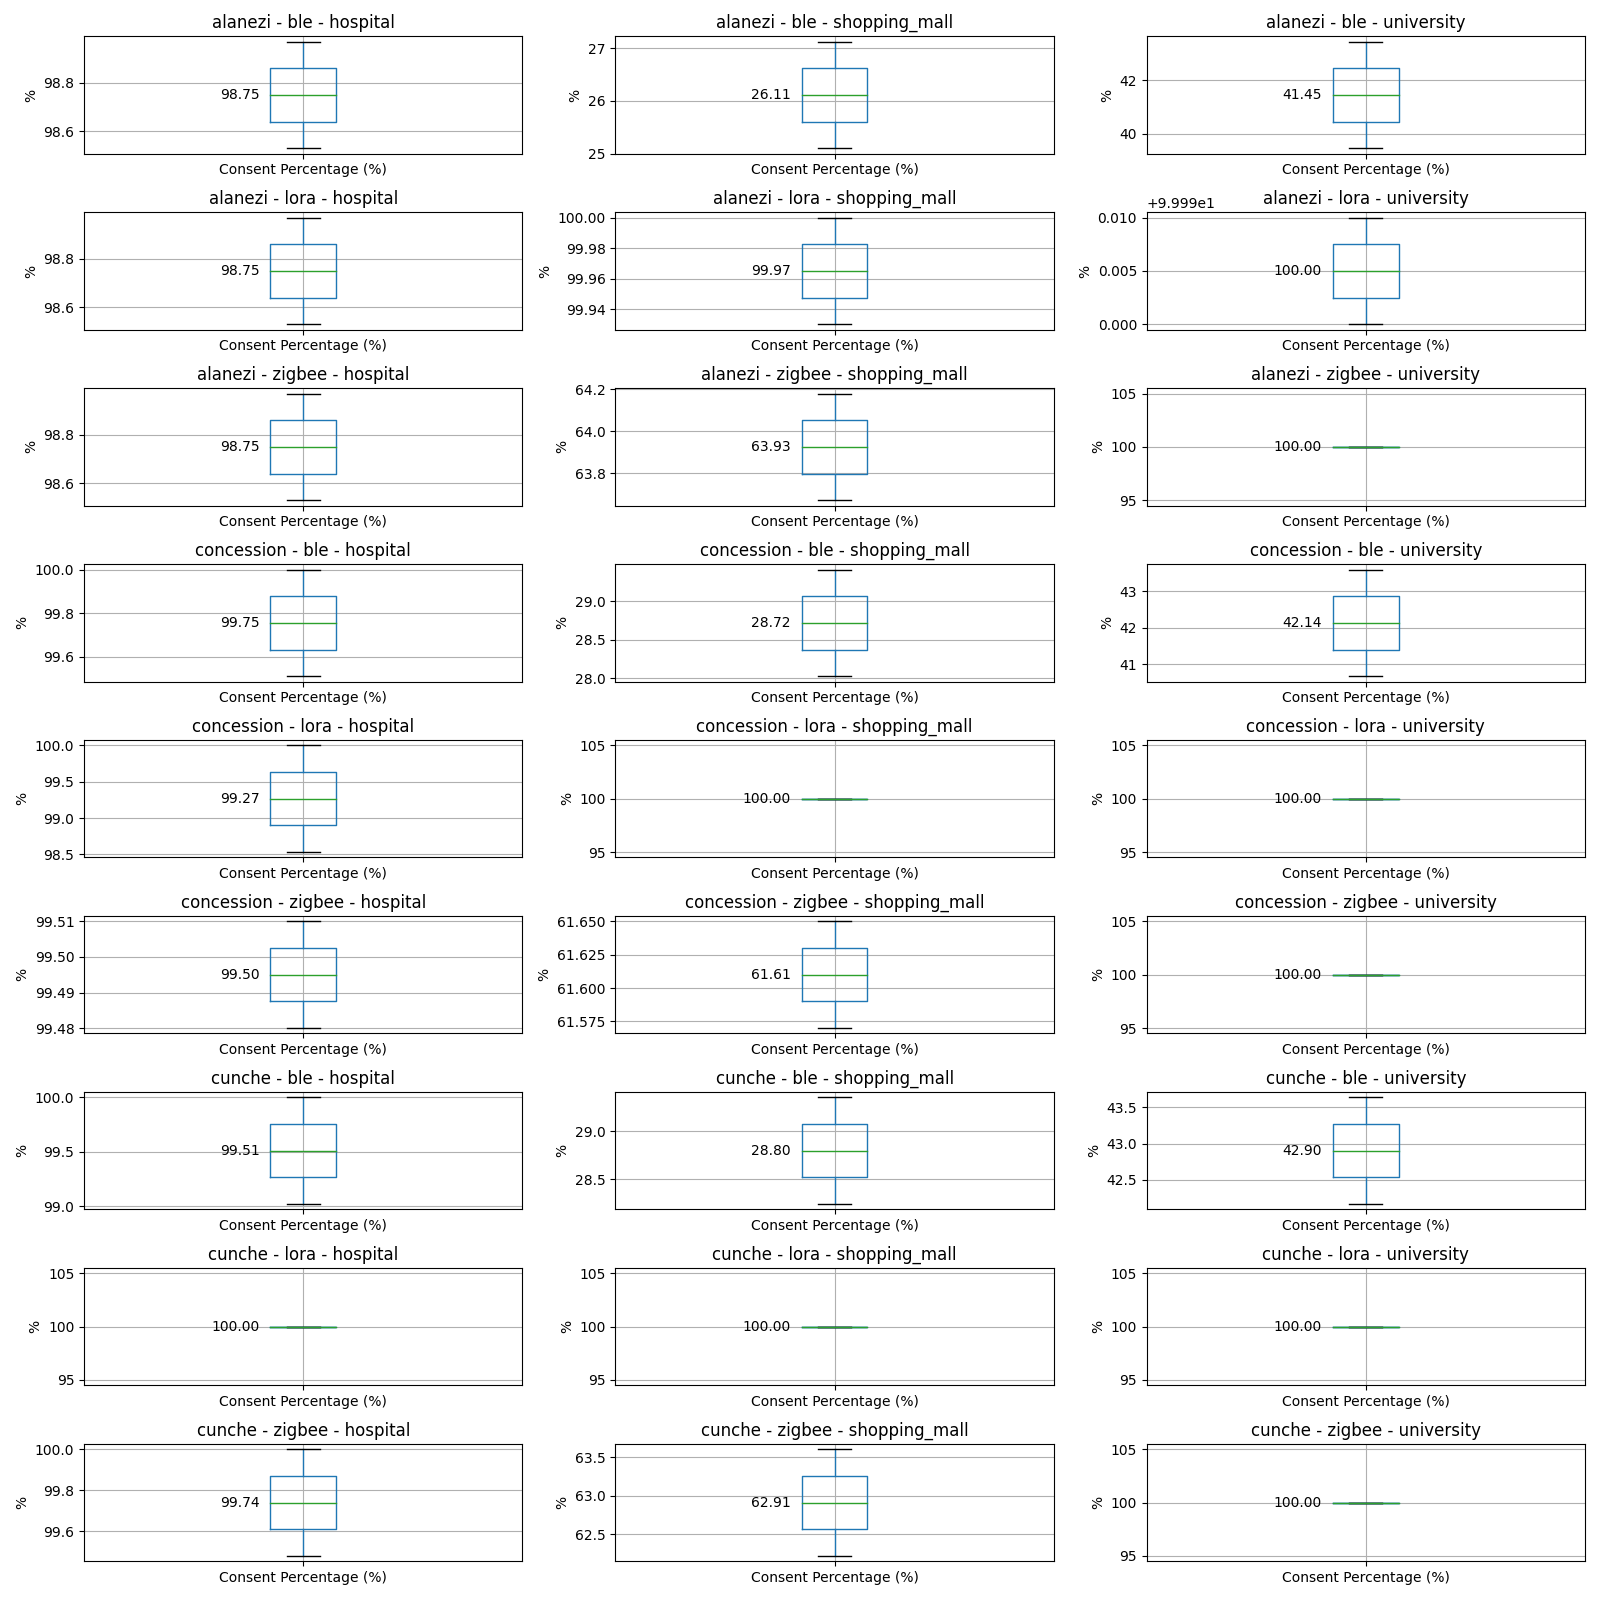 alanezi - ble - hospital
98.8
98.6
%
98.75
Consent Percentage (%)
alanezi - ble - shopping_mall
27
26
25
%
26.11
Consent Percentage (%)
alanezi - ble - university
42
40
%
41.45
Consent Percentage (%)
alanezi - lora - hospital
98.8
98.6
%
98.75
Consent Percentage (%)
alanezi - lora - shopping_mall
100.00
99.98
99.96
99.94
%
99.97
Consent Percentage (%)
+9.999e1
alanezi - lora - university
0.010
0.005
0.000
%
100.00
Consent Percentage (%)
alanezi - zigbee - hospital
98.8
98.6
%
98.75
Consent Percentage (%)
alanezi - zigbee - shopping_mall
64.2
64.0
63.8
%
63.93
Consent Percentage (%)
alanezi - zigbee - university
105
100
95
%
100.00
Consent Percentage (%)
concession - ble - hospital
100.0
99.8
99.6
%
99.75
Consent Percentage (%)
concession - ble - shopping_mall
29.0
28.5
28.0
%
28.72
Consent Percentage (%)
concession - ble - university
43
42
41
%
42.14
Consent Percentage (%)
concession - lora - hospital
100.0
99.5
99.0
98.5
%
99.27
Consent Percentage (%)
concession - lora - shopping_mall
105
100
95
%
100.00
Consent Percentage (%)
concession - lora - university
105
100
95
%
100.00
Consent Percentage (%)
concession - zigbee - hospital
99.51
99.50
99.49
99.48
%
99.50
Consent Percentage (%)
concession - zigbee - shopping_mall
61.650
61.625
61.600
61.575
%
61.61
Consent Percentage (%)
concession - zigbee - university
105
100
95
%
100.00
Consent Percentage (%)
cunche - ble - hospital
100.0
99.5
99.0
%
99.51
Consent Percentage (%)
cunche - ble - shopping_mall
29.0
28.5
%
28.80
Consent Percentage (%)
cunche - ble - university
43.5
43.0
42.5
%
42.90
Consent Percentage (%)
cunche - lora - hospital
105
100
95
%
100.00
Consent Percentage (%)
cunche - lora - shopping_mall
105
100
95
%
100.00
Consent Percentage (%)
cunche - lora - university
105
100
95
%
100.00
Consent Percentage (%)
cunche - zigbee - hospital
100.0
99.8
99.6
%
99.74
Consent Percentage (%)
cunche - zigbee - shopping_mall
63.5
63.0
62.5
%
62.91
Consent Percentage (%)
cunche - zigbee - university
105
100
95
%
100.00
Consent Percentage (%)